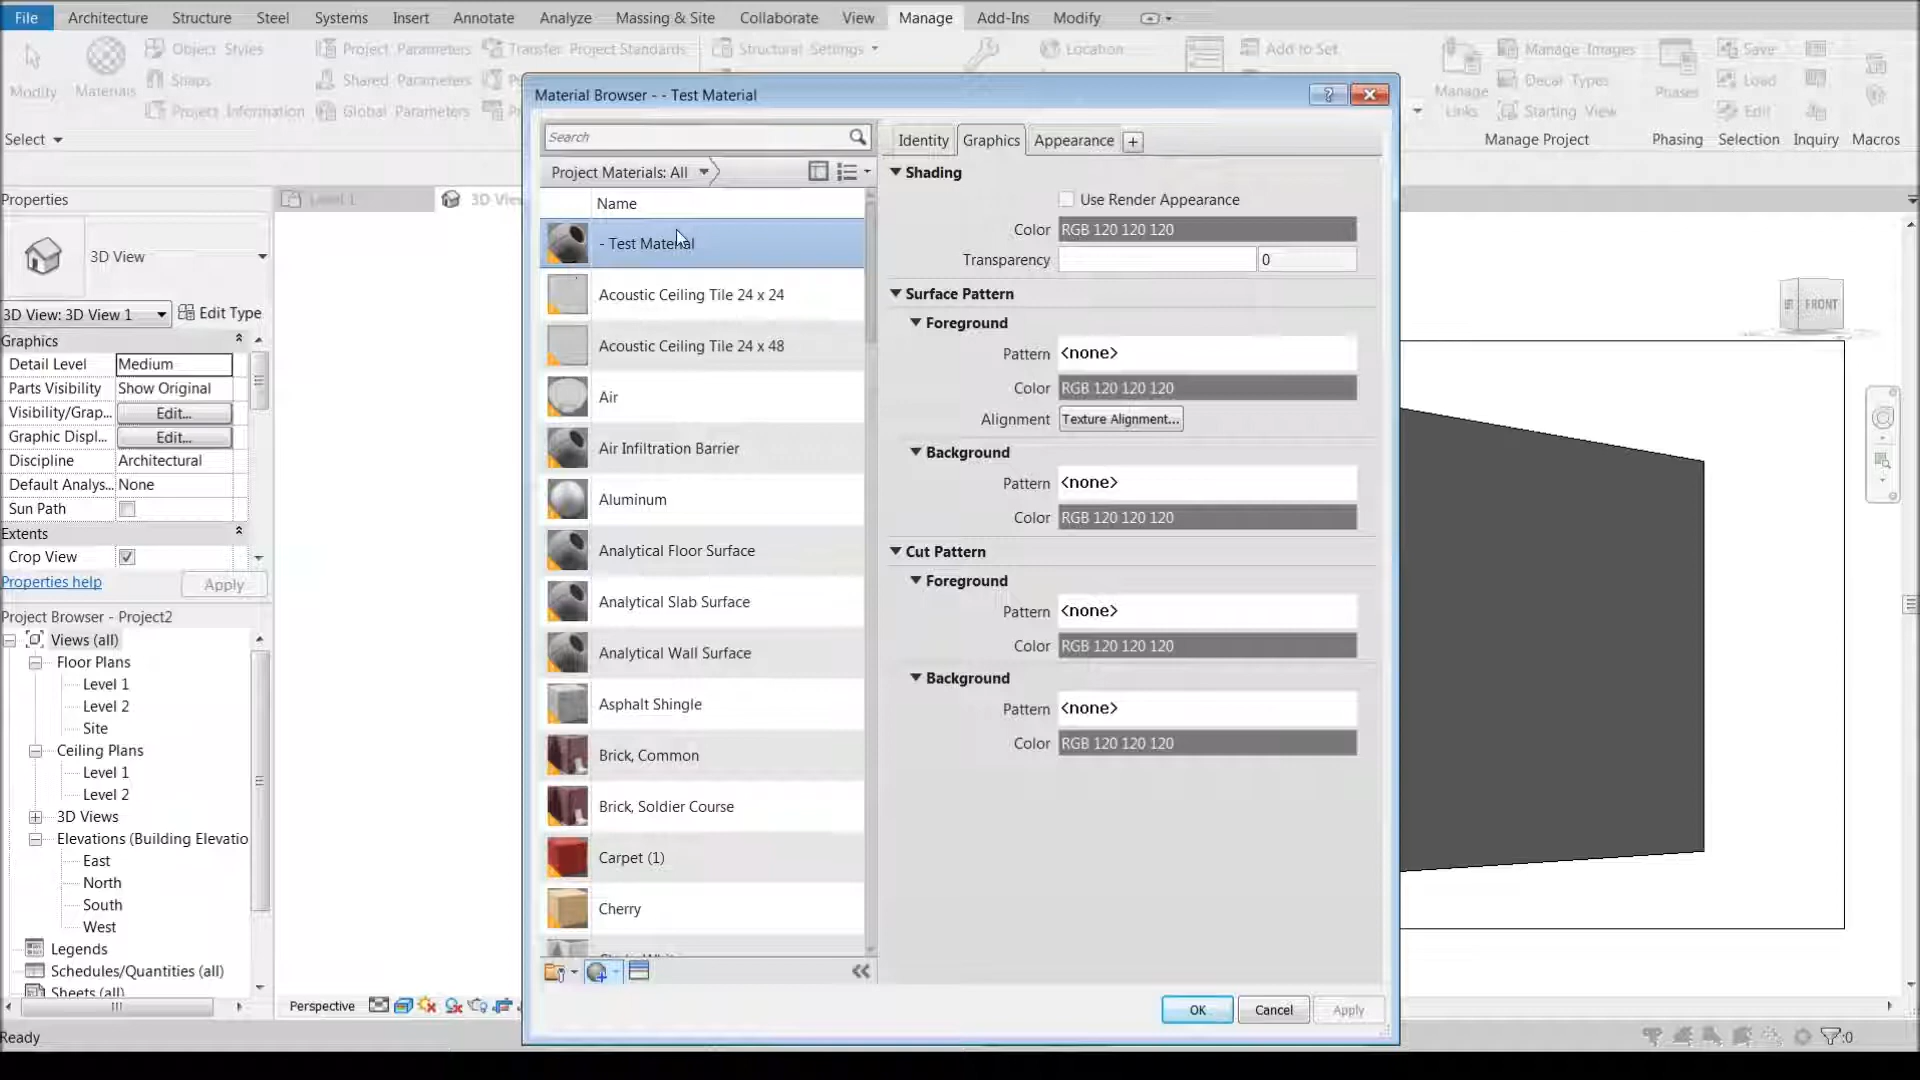 File Architecture Structure Steel Systems Insert Annotate Analyze Massing & Site Collaborate View Manage Add-Ins Modify
Object Styles Project Parameters Transfer Project Standards Structural Settings Location Add to Set Manage Images Save
Modify Materials Snaps Shared Parameters Manage Links Decal Types Phases Load
Project Information Global Parameters Starting View Edit
Select Manage Project Phasing Selection Inquiry Macros
Material Browser - - Test Material
Search
Project Materials: All
Name
- Test Material
Acoustic Ceiling Tile 24 x 24
Acoustic Ceiling Tile 24 x 48
Air
Air Infiltration Barrier
Aluminum
Analytical Floor Surface
Analytical Slab Surface
Analytical Wall Surface
Asphalt Shingle
Brick, Common
Brick, Soldier Course
Carpet (1)
Cherry
Identity Graphics Appearance +
Shading
Use Render Appearance
Color RGB 120 120 120
Transparency 0
Surface Pattern
Foreground
Pattern <none>
Color RGB 120 120 120
Alignment Texture Alignment...
Background
Pattern <none>
Color RGB 120 120 120
Cut Pattern
Foreground
Pattern <none>
Color RGB 120 120 120
Background
Pattern <none>
Color RGB 120 120 120
OK Cancel Apply
Properties
Level 1
3D View
3D View: 3D View 1 Edit Type
Graphics
Detail Level Medium
Parts Visibility Show Original
Visibility/Grap... Edit...
Graphic Displ... Edit...
Discipline Architectural
Default Analys... None
Sun Path
Extents
Crop View
Properties help Apply
Project Browser - Project2
Views (all)
Floor Plans
Level 1
Level 2
Site
Ceiling Plans
Level 1
Level 2
3D Views
Elevations (Building Elevatio
East
North
South
West
Legends
Schedules/Quantities (all)
Sheets (all)
Perspective
Ready
FRONT
:0